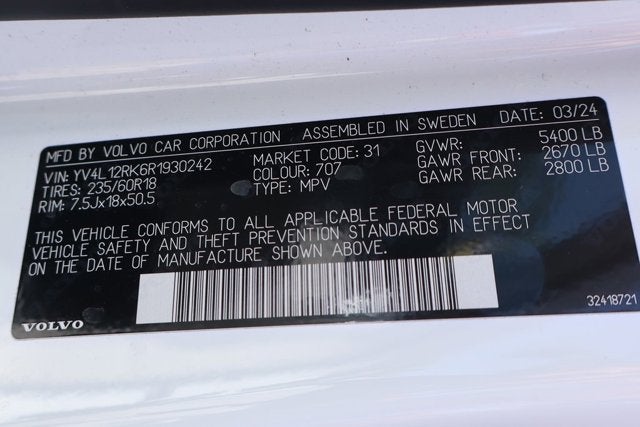 MFD BY VOLVO CAR CORPORATION ASSEMBLED IN SWEDEN DATE: 03/24
VIN: YV4L12RK6R1930242 MARKET CODE: 31 GVWR: 5400 LB
TIRES: 235/60R18 COLOUR: 707 GAWR FRONT: 2670 LB
RIM: 7.5Jx18x50.5 TYPE: MPV GAWR REAR: 2800 LB
THIS VEHICLE CONFORMS TO ALL APPLICABLE FEDERAL MOTOR
VEHICLE SAFETY AND THEFT PREVENTION STANDARDS IN EFFECT
ON THE DATE OF MANUFACTURE SHOWN ABOVE.
VOLVO 32418721